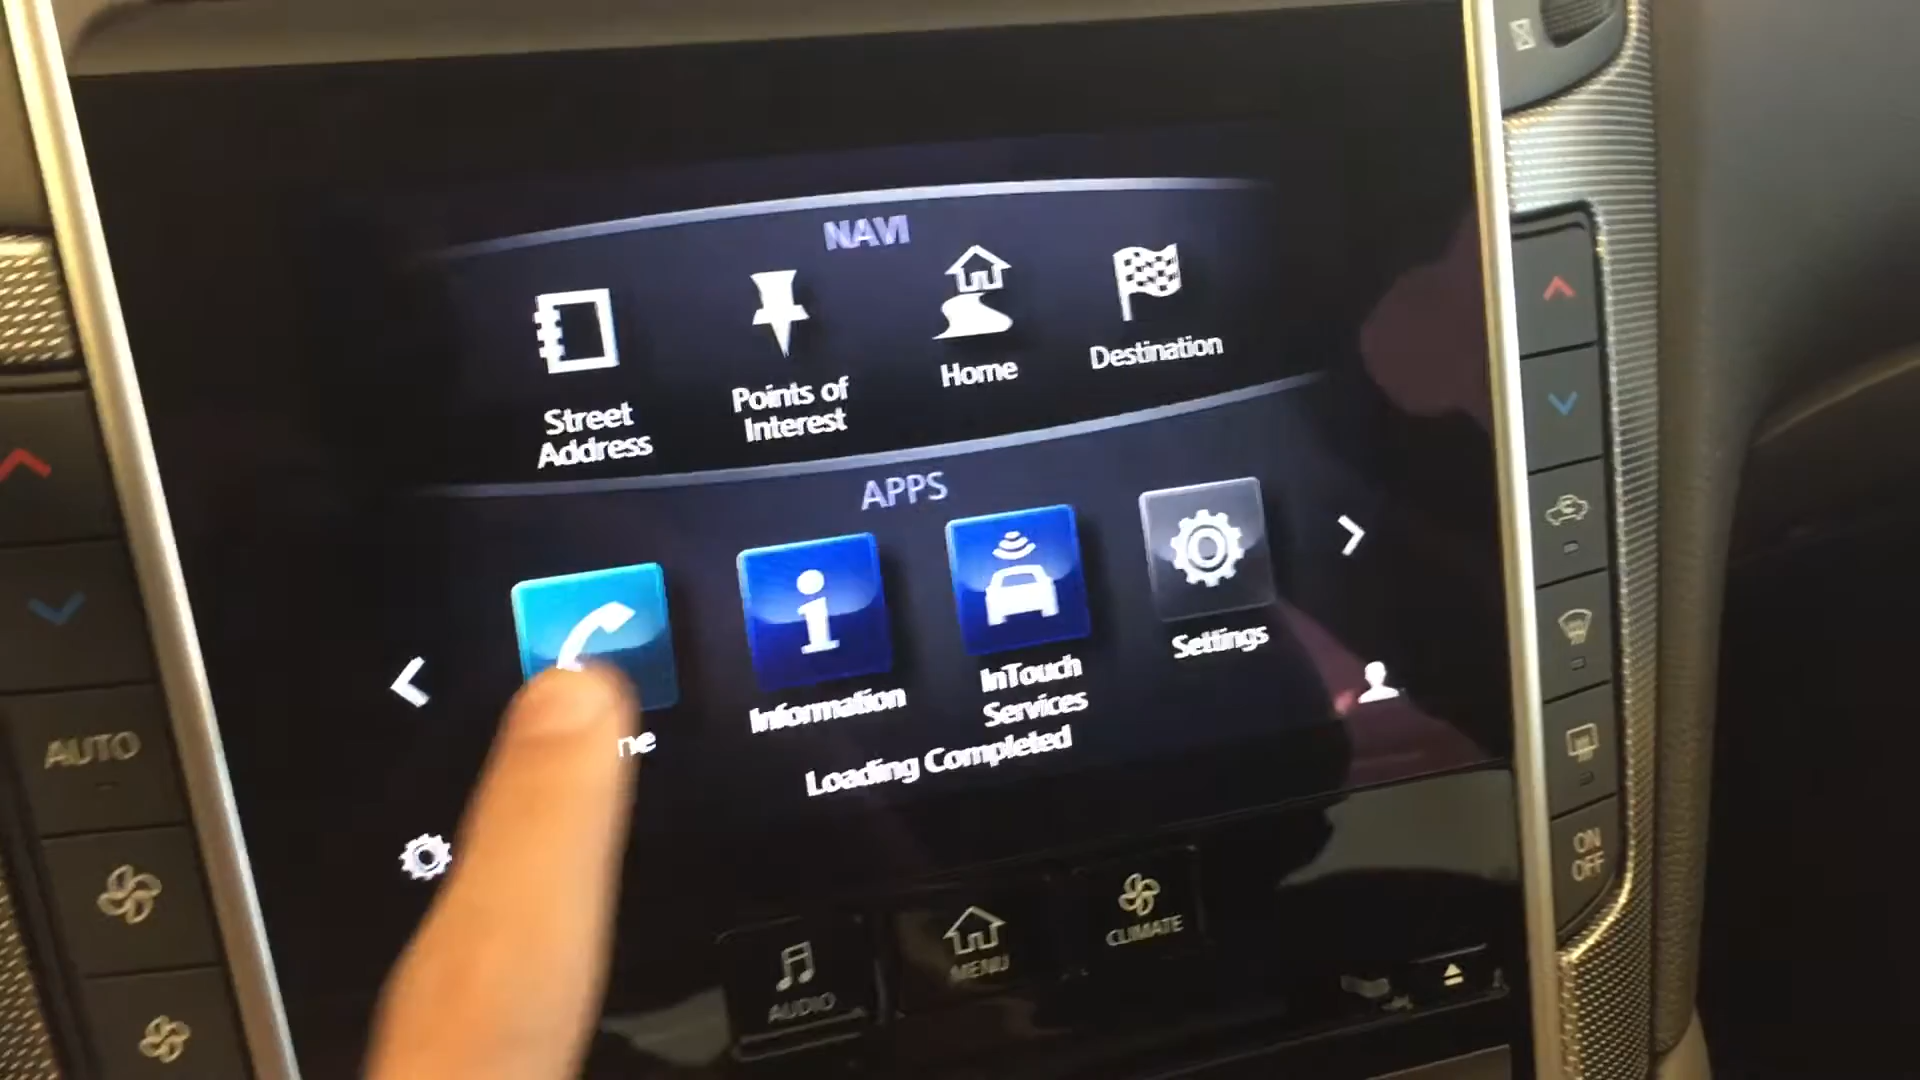 NAVI
Street
Address
Points of
Interest
Home
Destination
APPS
ne
Information
InTouch
Services
Settings
Loading Completed
AUTO
AUDIO
MENU
CLIMATE
ON
OFF